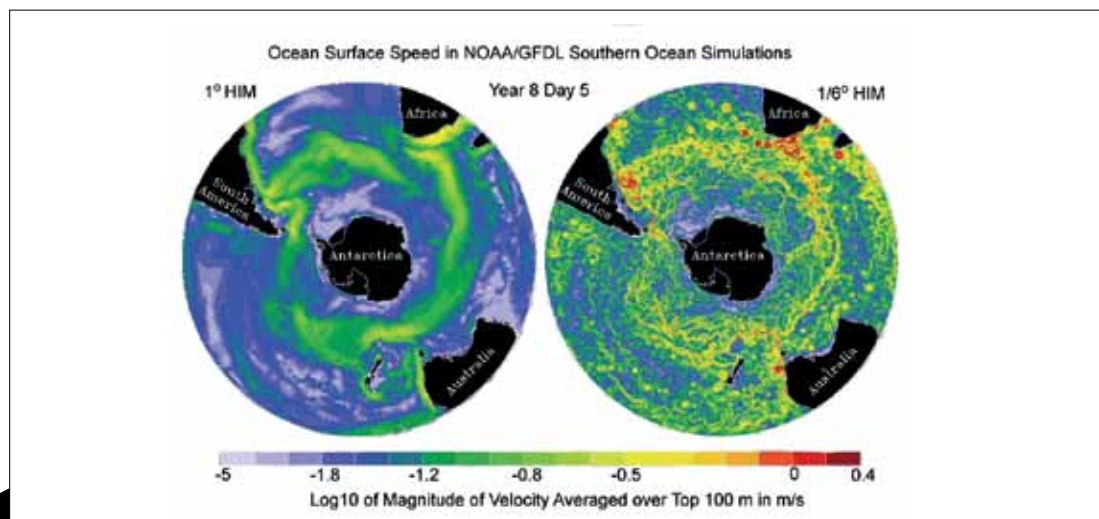 Ocean Surface Speed in NOAA/GFDL Southern Ocean Simulations
1° HIM
Year 8 Day 5
1/6° HIM
Africa
South
America
Antarctica
Australia
Africa
South
America
Antarctica
Australia
-5 -1.8 -1.2 -0.8 -0.5 0 0.4
Log10 of Magnitude of Velocity Averaged over Top 100 m in m/s